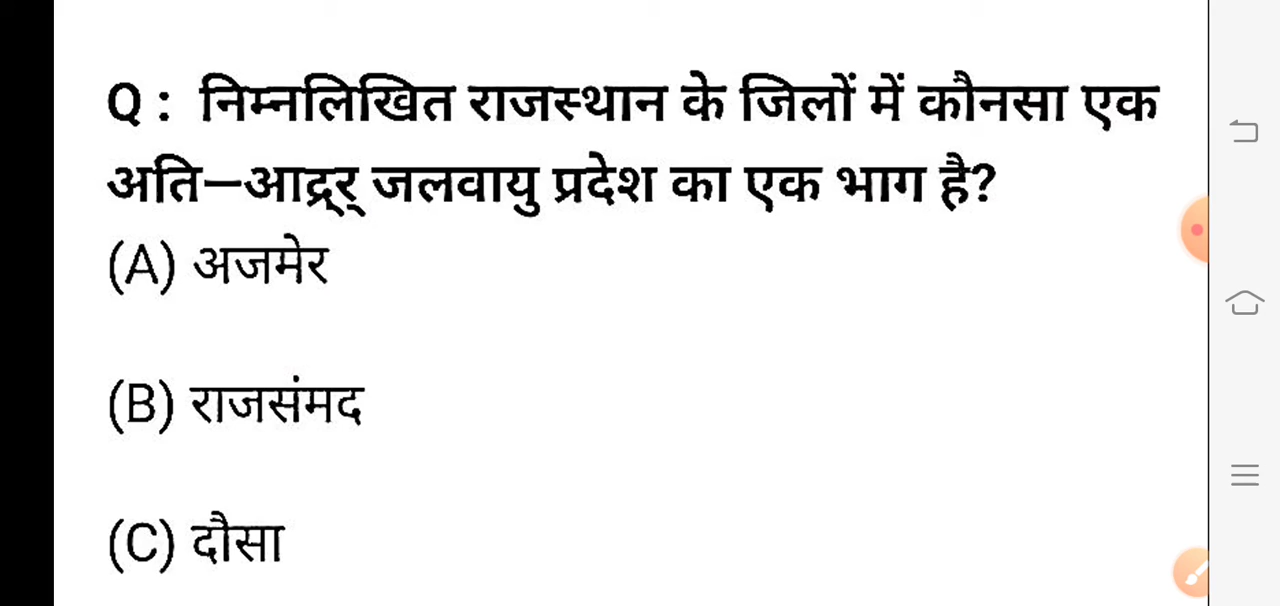 Q : निम्नलिखित राजस्थान के जिलों में कौनसा एक
अति–आद्र्र् जलवायु प्रदेश का एक भाग है?
(A) अजमेर
(B) राजसंमद
(C) दौसा